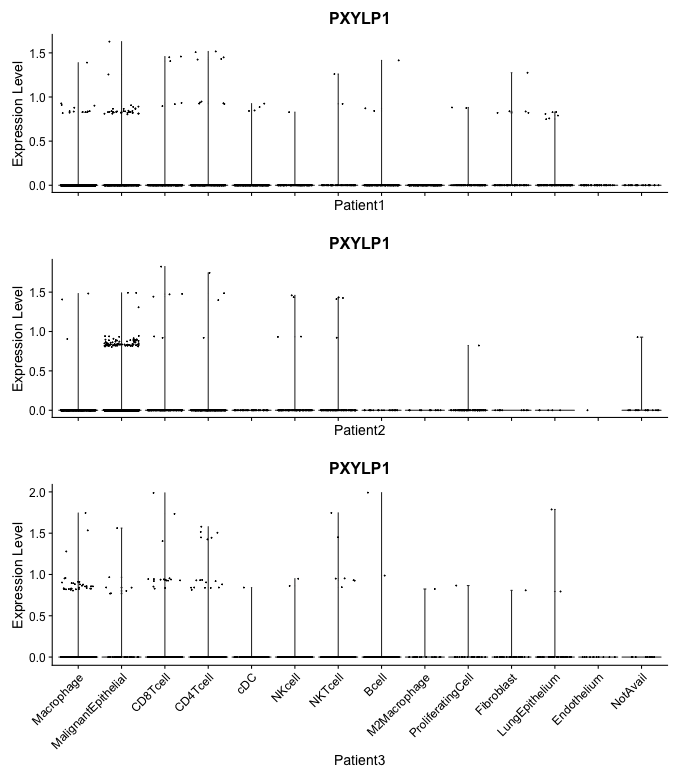 PXYLP1
Expression Level
1.5
1.0
0.5
0.0
Patient1
PXYLP1
Expression Level
1.5
1.0
0.5
0.0
Patient2
PXYLP1
Expression Level
2.0
1.5
1.0
0.5
0.0
Macrophage
MalignantEpithelial
CD8Tcell
CD4Tcell
cDC
NKcell
NKTcell
Bcell
M2Macrophage
ProliferatingCell
Fibroblast
LungEpithelium
Endothelium
NotAvail
Patient3